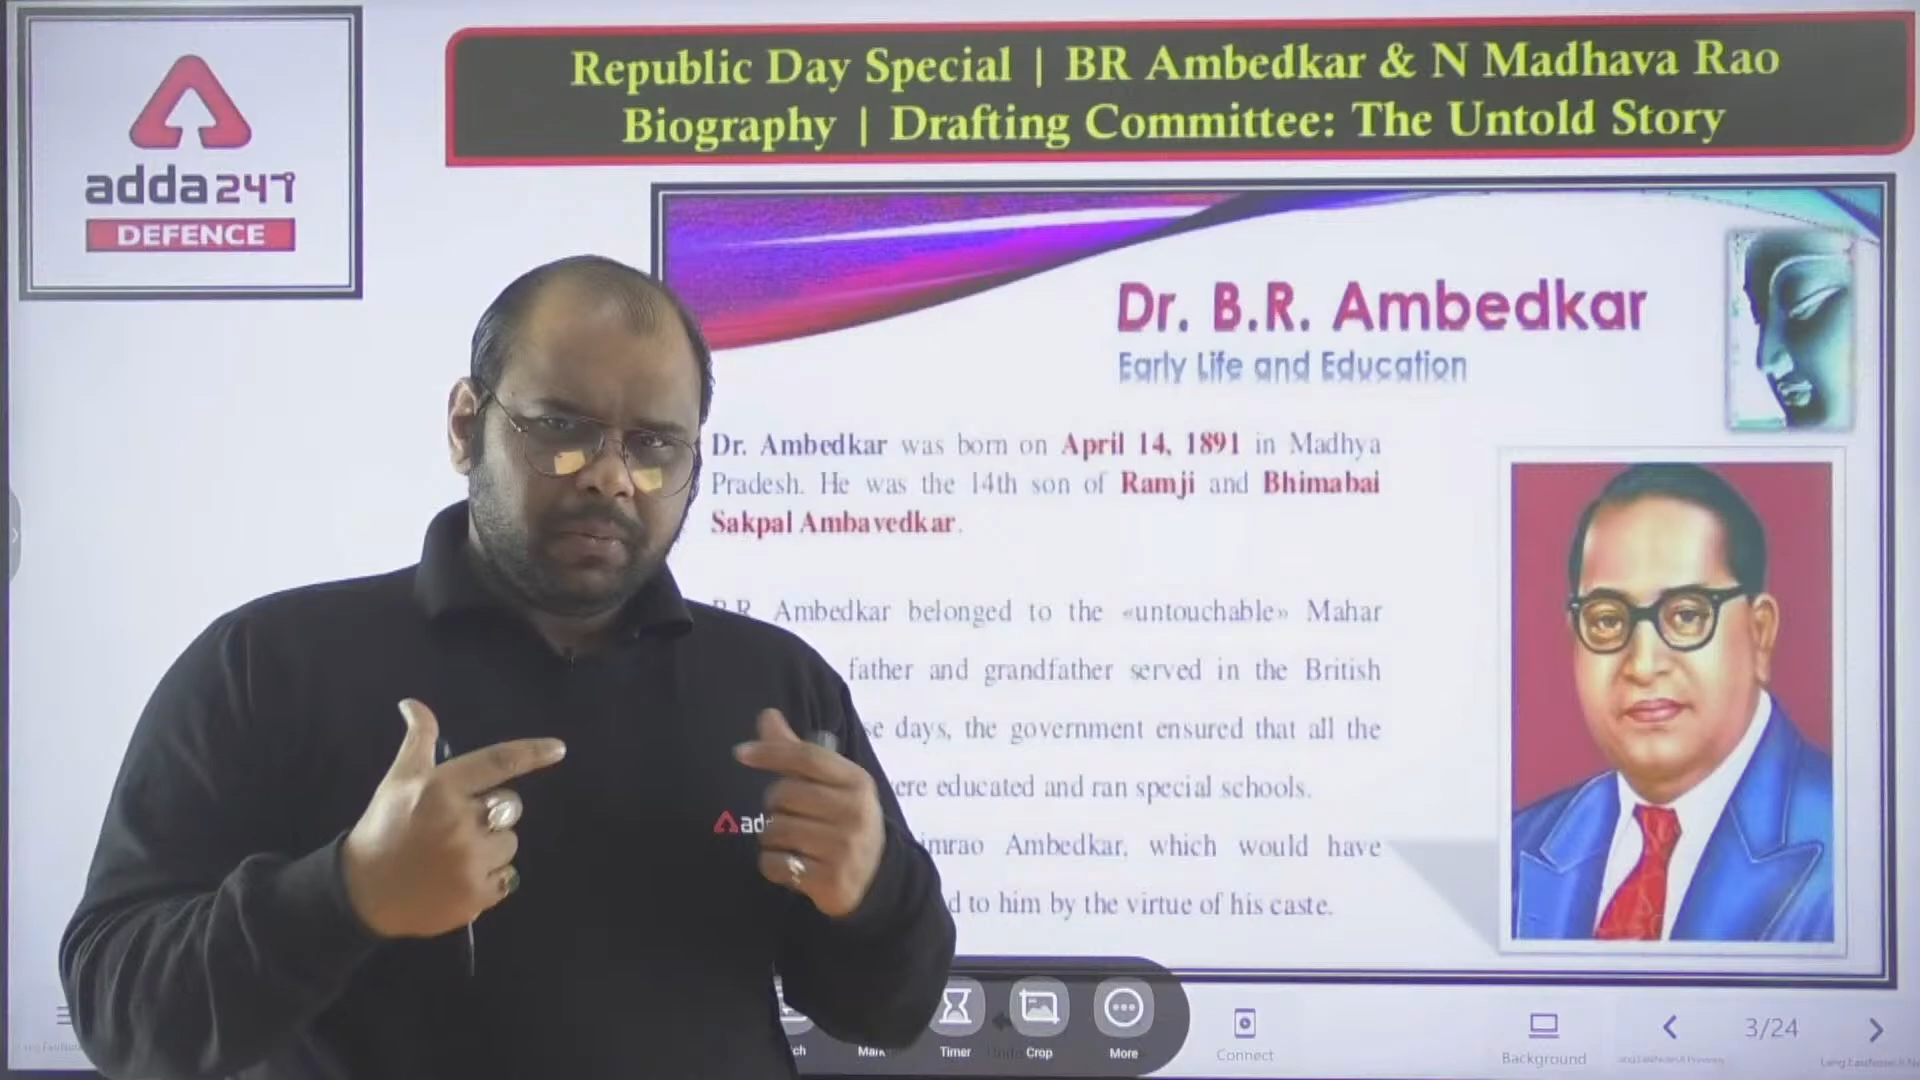 Republic Day Special | BR Ambedkar & N Madhava Rao
Biography | Drafting Committee: The Untold Story
adda247
DEFENCE
Dr. B.R. Ambedkar
Early Life and Education
Dr. Ambedkar was born on April 14, 1891 in Madhya
Pradesh. He was the 14th son of Ramji and Bhimabai
Sakpal Ambavedkar.
Ambedkar belonged to the «untouchable» Mahar
father and grandfather served in the British
days, the government ensured that all the
educated and ran special schools.
Ambedkar, which would have
to him by the virtue of his caste.
Timer
Crop
More
Connect
Background
3/24